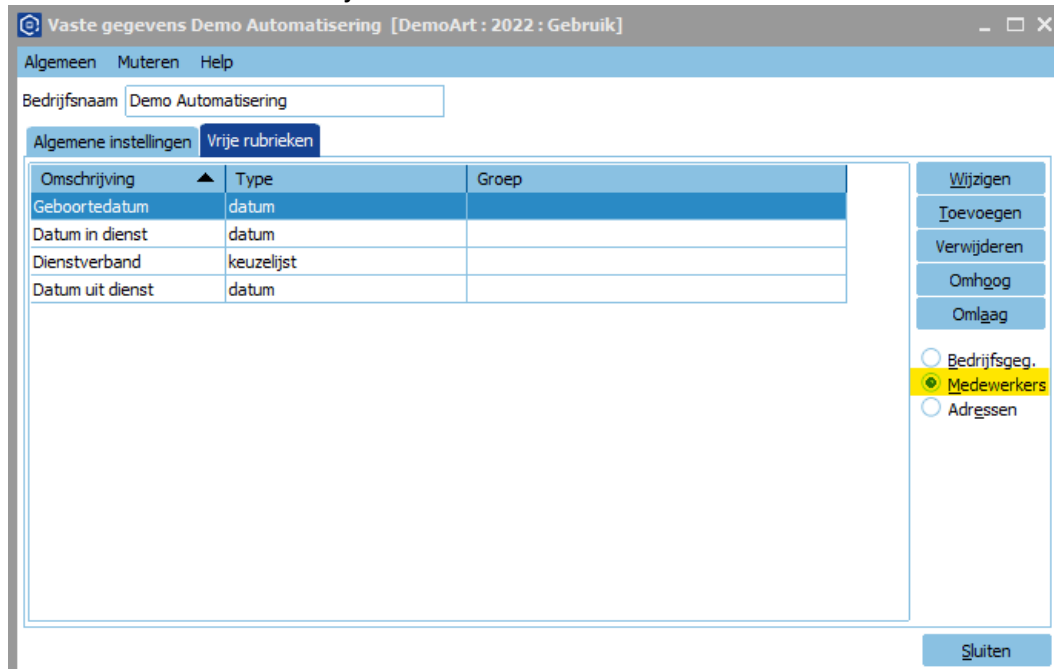 Vaste gegevens Demo Automatisering [DemoArt : 2022 : Gebruik]
Algemeen Muteren Help
Bedrijfsnaam Demo Automatisering
Algemene instellingen Vrije rubrieken
Omschrijving Type Groep
Geboortedatum datum
Datum in dienst datum
Dienstverband keuzelijst
Datum uit dienst datum
Wijzigen
Toevoegen
Verwijderen
Omhoog
Omlaag
Bedrijfsgeg.
Medewerkers
Adressen
Sluiten